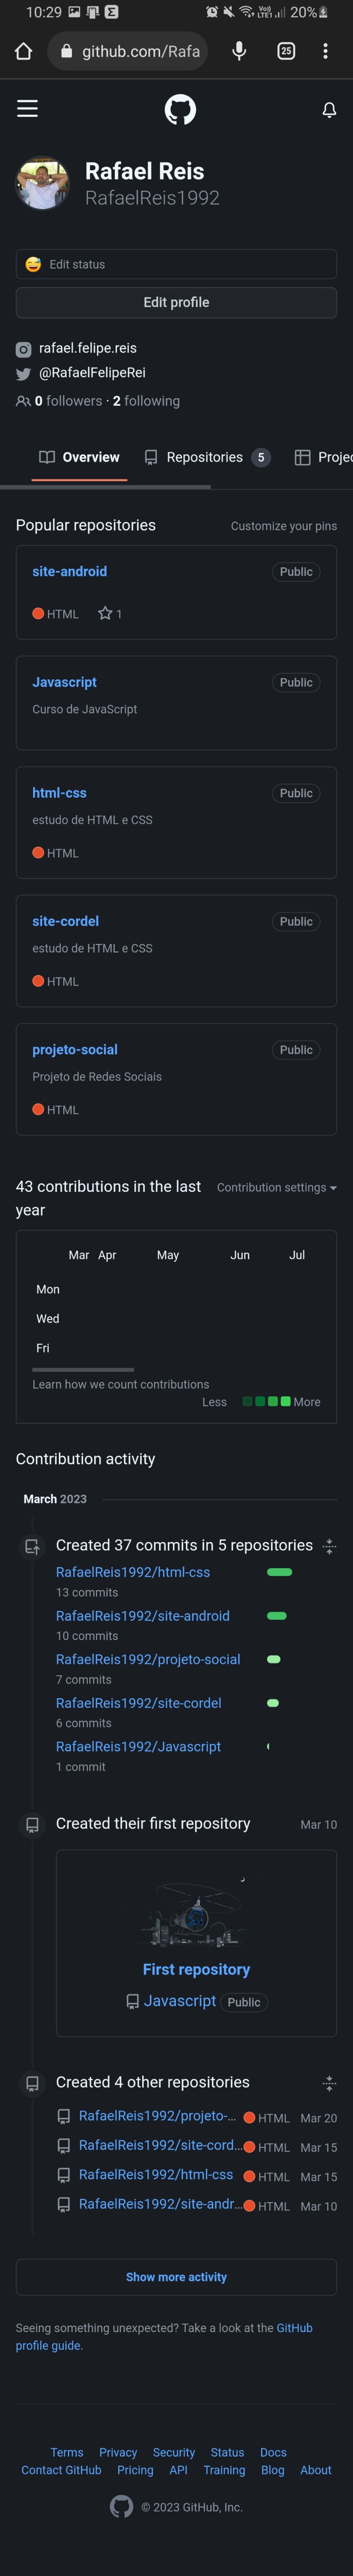 10:29
Vo))
LTE1
20%
github.com/Rafa
25
Rafael Reis
RafaelReis1992
Edit status
Edit profile
rafael.felipe.reis
@RafaelFelipeRei
0 followers · 2 following
Overview
Repositories 5
Projec
Popular repositories
Customize your pins
site-android
Public
HTML
1
Javascript
Public
Curso de JavaScript
html-css
Public
estudo de HTML e CSS
HTML
site-cordel
Public
estudo de HTML e CSS
HTML
projeto-social
Public
Projeto de Redes Sociais
HTML
43 contributions in the last year
Contribution settings
Mar Apr May Jun Jul
Mon
Wed
Fri
Learn how we count contributions
Less More
Contribution activity
March 2023
Created 37 commits in 5 repositories
RafaelReis1992/html-css
13 commits
RafaelReis1992/site-android
10 commits
RafaelReis1992/projeto-social
7 commits
RafaelReis1992/site-cordel
6 commits
RafaelReis1992/Javascript
1 commit
Created their first repository
Mar 10
First repository
Javascript Public
Created 4 other repositories
RafaelReis1992/projeto-... HTML Mar 20
RafaelReis1992/site-cord... HTML Mar 15
RafaelReis1992/html-css HTML Mar 15
RafaelReis1992/site-andr... HTML Mar 10
Show more activity
Seeing something unexpected? Take a look at the GitHub
profile guide.
Terms Privacy Security Status Docs
Contact GitHub Pricing API Training Blog About
© 2023 GitHub, Inc.